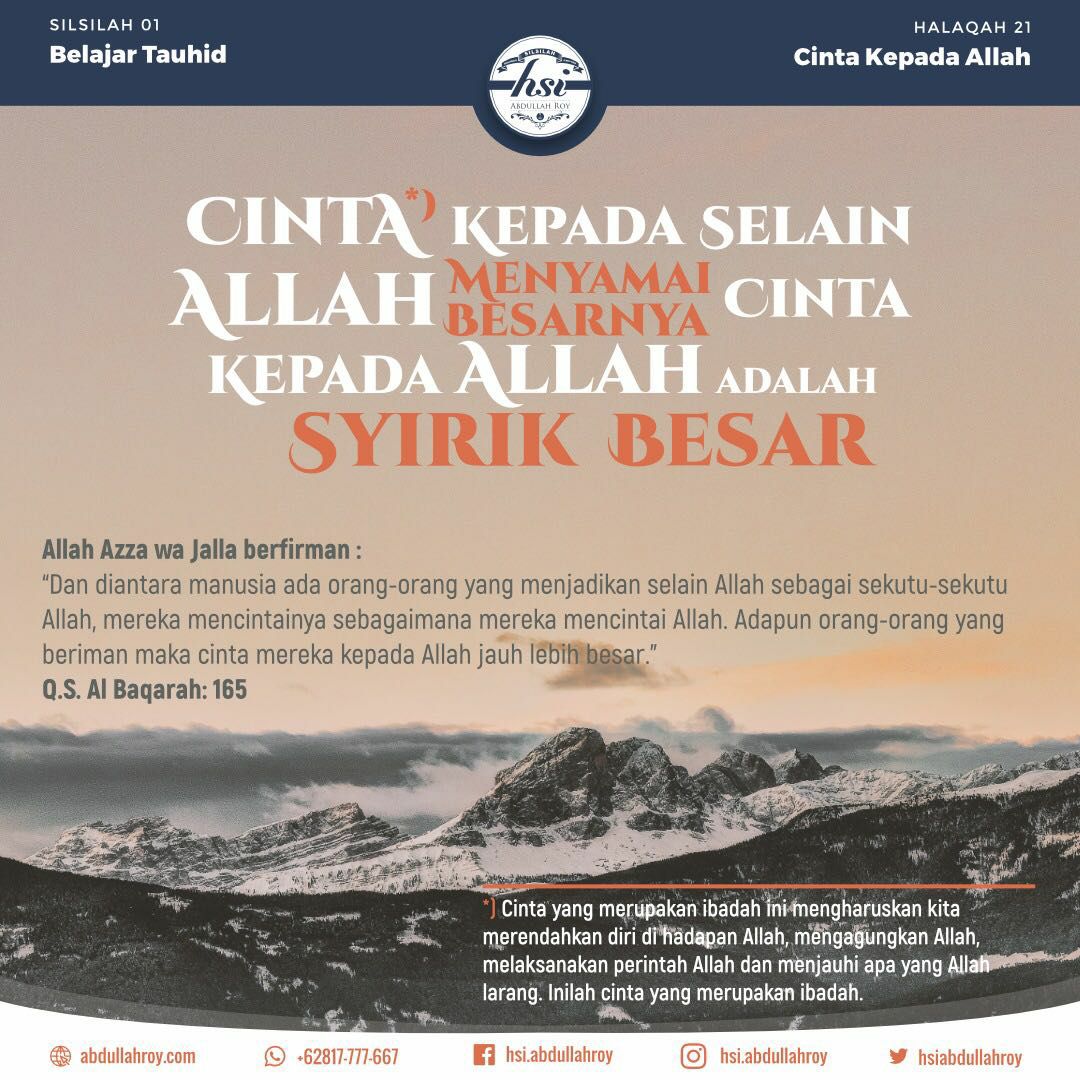 SILSILAH 01
Belajar Tauhid
HALAQAH 21
Cinta Kepada Allah
SILSILAH
hsi
ABDULLAH ROY
CINTA*) KEPADA SELAIN
ALLAH MENYAMAI BESARNYA CINTA
KEPADA ALLAH ADALAH
SYIRIK BESAR
Allah Azza wa Jalla berfirman :
“Dan diantara manusia ada orang-orang yang menjadikan selain Allah sebagai sekutu-sekutu
Allah, mereka mencintainya sebagaimana mereka mencintai Allah. Adapun orang-orang yang
beriman maka cinta mereka kepada Allah jauh lebih besar.”
Q.S. Al Baqarah: 165
*) Cinta yang merupakan ibadah ini mengharuskan kita
merendahkan diri di hadapan Allah, mengagungkan Allah,
melaksanakan perintah Allah dan menjauhi apa yang Allah
larang. Inilah cinta yang merupakan ibadah.
abdullahroy.com
+62817-777-667
hsi.abdullahroy
hsi.abdullahroy
hsiabdullahroy